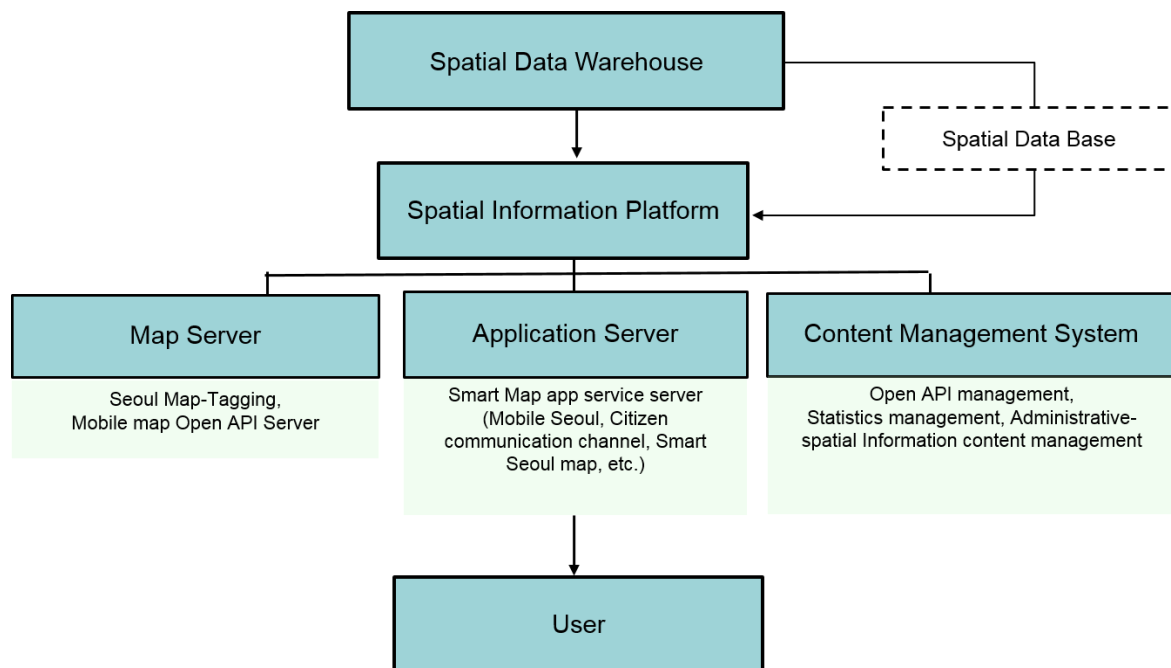 Spatial Data Warehouse
Spatial Data Base
Spatial Information Platform
Map Server
Seoul Map-Tagging,
Mobile map Open API Server
Application Server
Smart Map app service server
(Mobile Seoul, Citizen
communication channel, Smart
Seoul map, etc.)
Content Management System
Open API management,
Statistics management, Administrative-
spatial Information content management
User